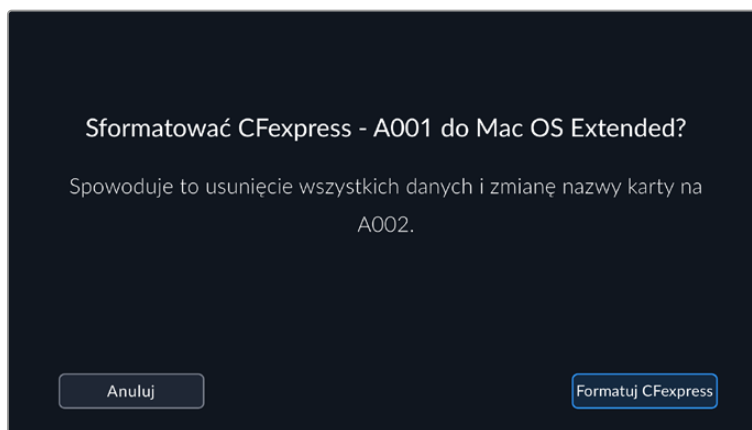 Sformatować CFexpress - A001 do Mac OS Extended?
Spowoduje to usunięcie wszystkich danych i zmianę nazwy karty na
A002.
Anuluj
Formatuj CFexpress